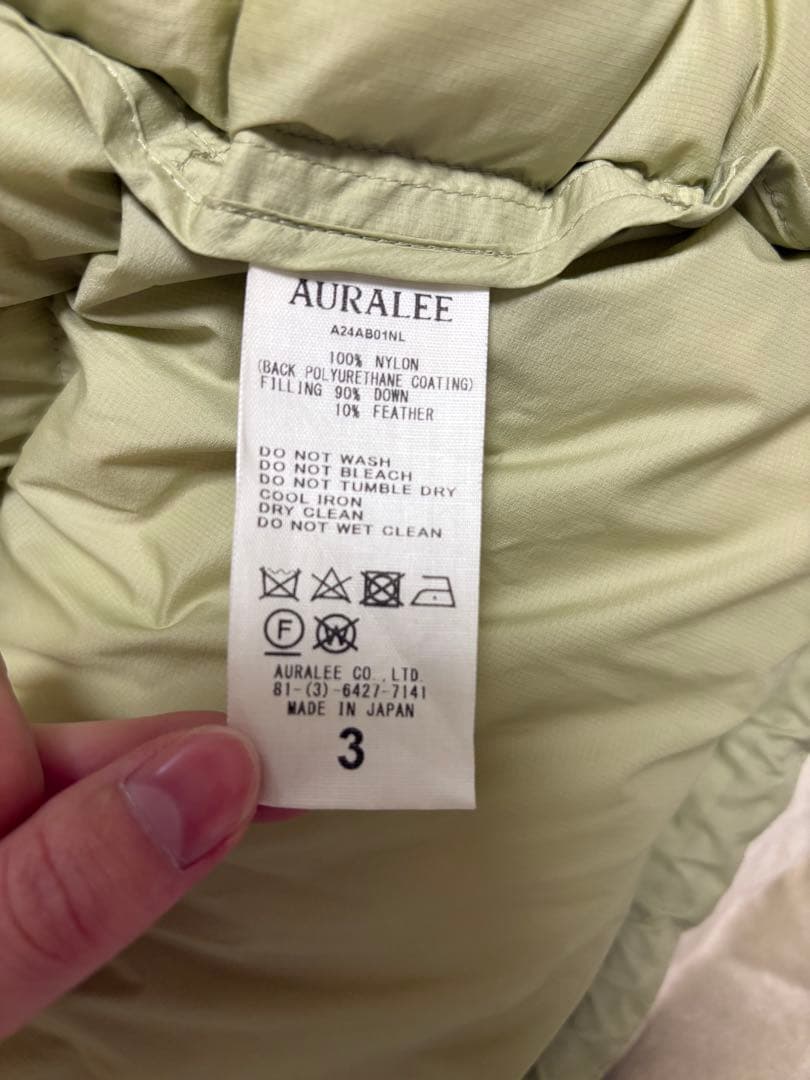 AURALEE
A24AB01NL
100% NYLON
(BACK POLYURETHANE COATING)
FILLING 90% DOWN
10% FEATHER
DO NOT WASH
DO NOT BLEACH
DO NOT TUMBLE DRY
COOL IRON
DRY CLEAN
DO NOT WET CLEAN
F W
AURALEE CO.,LTD.
81-(3)-6427-7141
MADE IN JAPAN
3